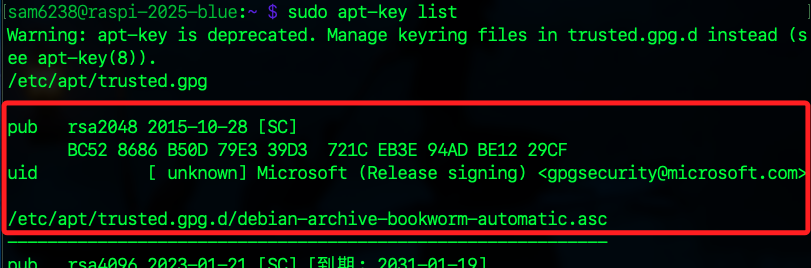 sam6238@raspi-2025-blue:~ $ sudo apt-key list
Warning: apt-key is deprecated. Manage keyring files in trusted.gpg.d instead (s
ee apt-key(8)).
/etc/apt/trusted.gpg
pub   rsa2048 2015-10-28 [SC]
      BC52 8686 B50D 79E3 39D3  721C EB3E 94AD BE12 29CF
uid           [ unknown] Microsoft (Release signing) <gpgsecurity@microsoft.com>
/etc/apt/trusted.gpg.d/debian-archive-bookworm-automatic.asc
------------------------------------------------------------
pub   rsa4096 2023-01-21 [SC] [到期: 2031-01-19]